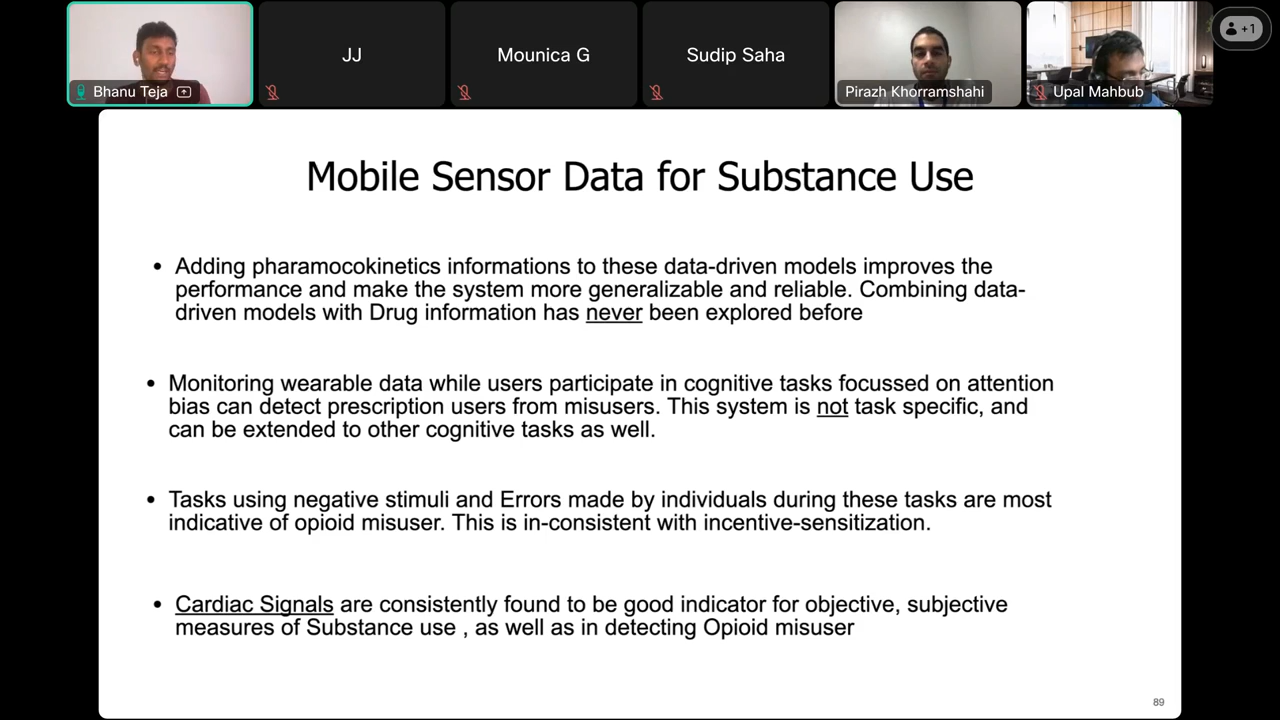 JJ
Mounica G
Sudip Saha
+1
Bhanu Teja
Pirazh Khorramshahi
Upal Mahbub
Mobile Sensor Data for Substance Use
• Adding pharamocokinetics informations to these data-driven models improves the
performance and make the system more generalizable and reliable. Combining data-
driven models with Drug information has never been explored before
• Monitoring wearable data while users participate in cognitive tasks focussed on attention
bias can detect prescription users from misusers. This system is not task specific, and
can be extended to other cognitive tasks as well.
• Tasks using negative stimuli and Errors made by individuals during these tasks are most
indicative of opioid misuser. This is in-consistent with incentive-sensitization.
• Cardiac Signals are consistently found to be good indicator for objective, subjective
measures of Substance use , as well as in detecting Opioid misuser
89